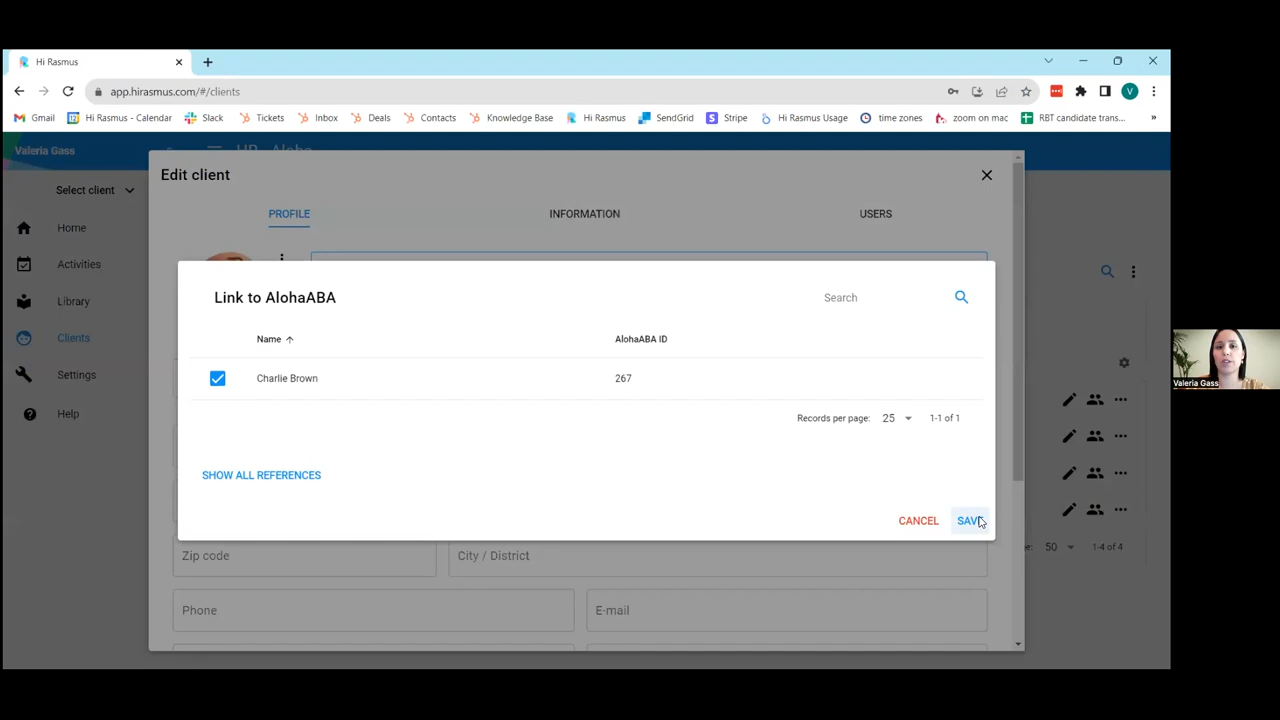 Hi Rasmus
app.hirasmus.com/#/clients
V
Gmail Hi Rasmus - Calendar Slack Tickets Inbox Deals Contacts Knowledge Base Hi Rasmus SendGrid Stripe Hi Rasmus Usage time zones zoom on mac RBT candidate trans... »
Valeria Gass
HR - Aloha
Select client
Edit client
PROFILE INFORMATION USERS
Home
Activities
Library
Clients
Settings
Help
Link to AlohaABA
Search
Name AlohaABA ID
Charlie Brown 267
Records per page: 25 1-1 of 1
SHOW ALL REFERENCES
CANCEL SAVE
Zip code City / District
50 1-4 of 4
Phone E-mail
Valeria Gass